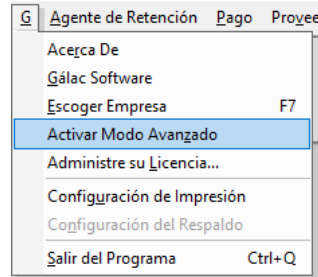 G Agente de Retención Pago Provee
Acerca De
Gálac Software
Escoger Empresa F7
Activar Modo Avanzado
Administre su Licencia...
Configuración de Impresión
Configuración del Respaldo
Salir del Programa Ctrl+Q